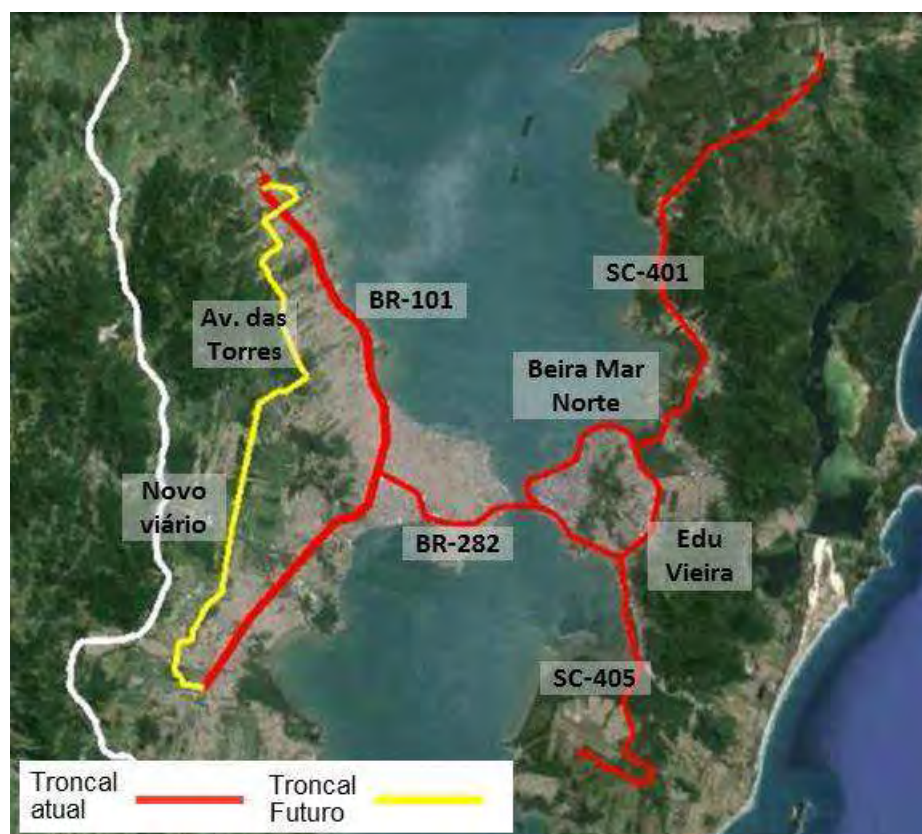 SC-401
BR-101
Av. das
Torres
Beira Mar
Norte
Novo
viário
BR-282
Edu
Vieira
SC-405
Troncal
atual
Troncal
Futuro